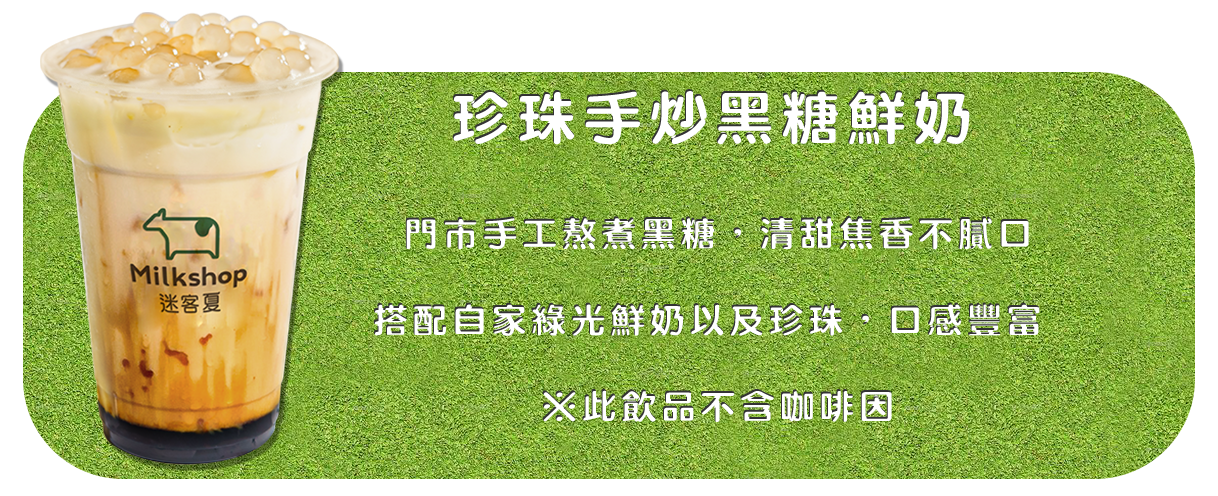 珍珠手炒黑糖鮮奶
門市手工熬煮黑糖·清甜焦香不膩口
搭配自家綠光鮮奶以及珍珠·口感豐富
※此飲品不含咖啡因
Milkshop
迷客夏